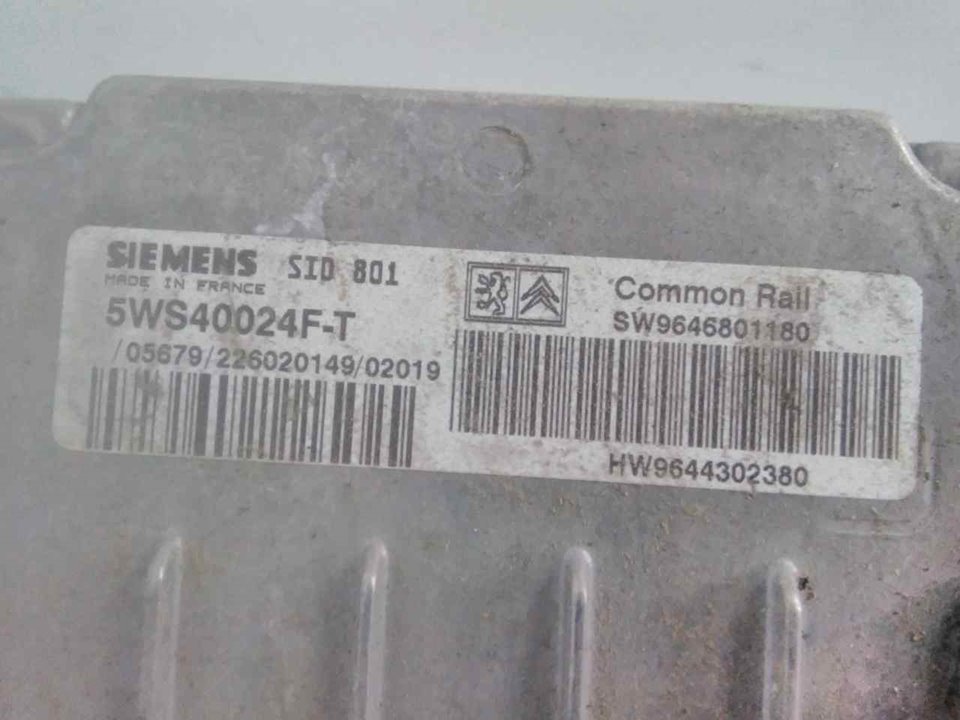 SIEMENS SID 801
MADE IN FRANCE
5WS40024F-T
/05679/226020149/02019
Common Rail
SW9646801180
HW9644302380